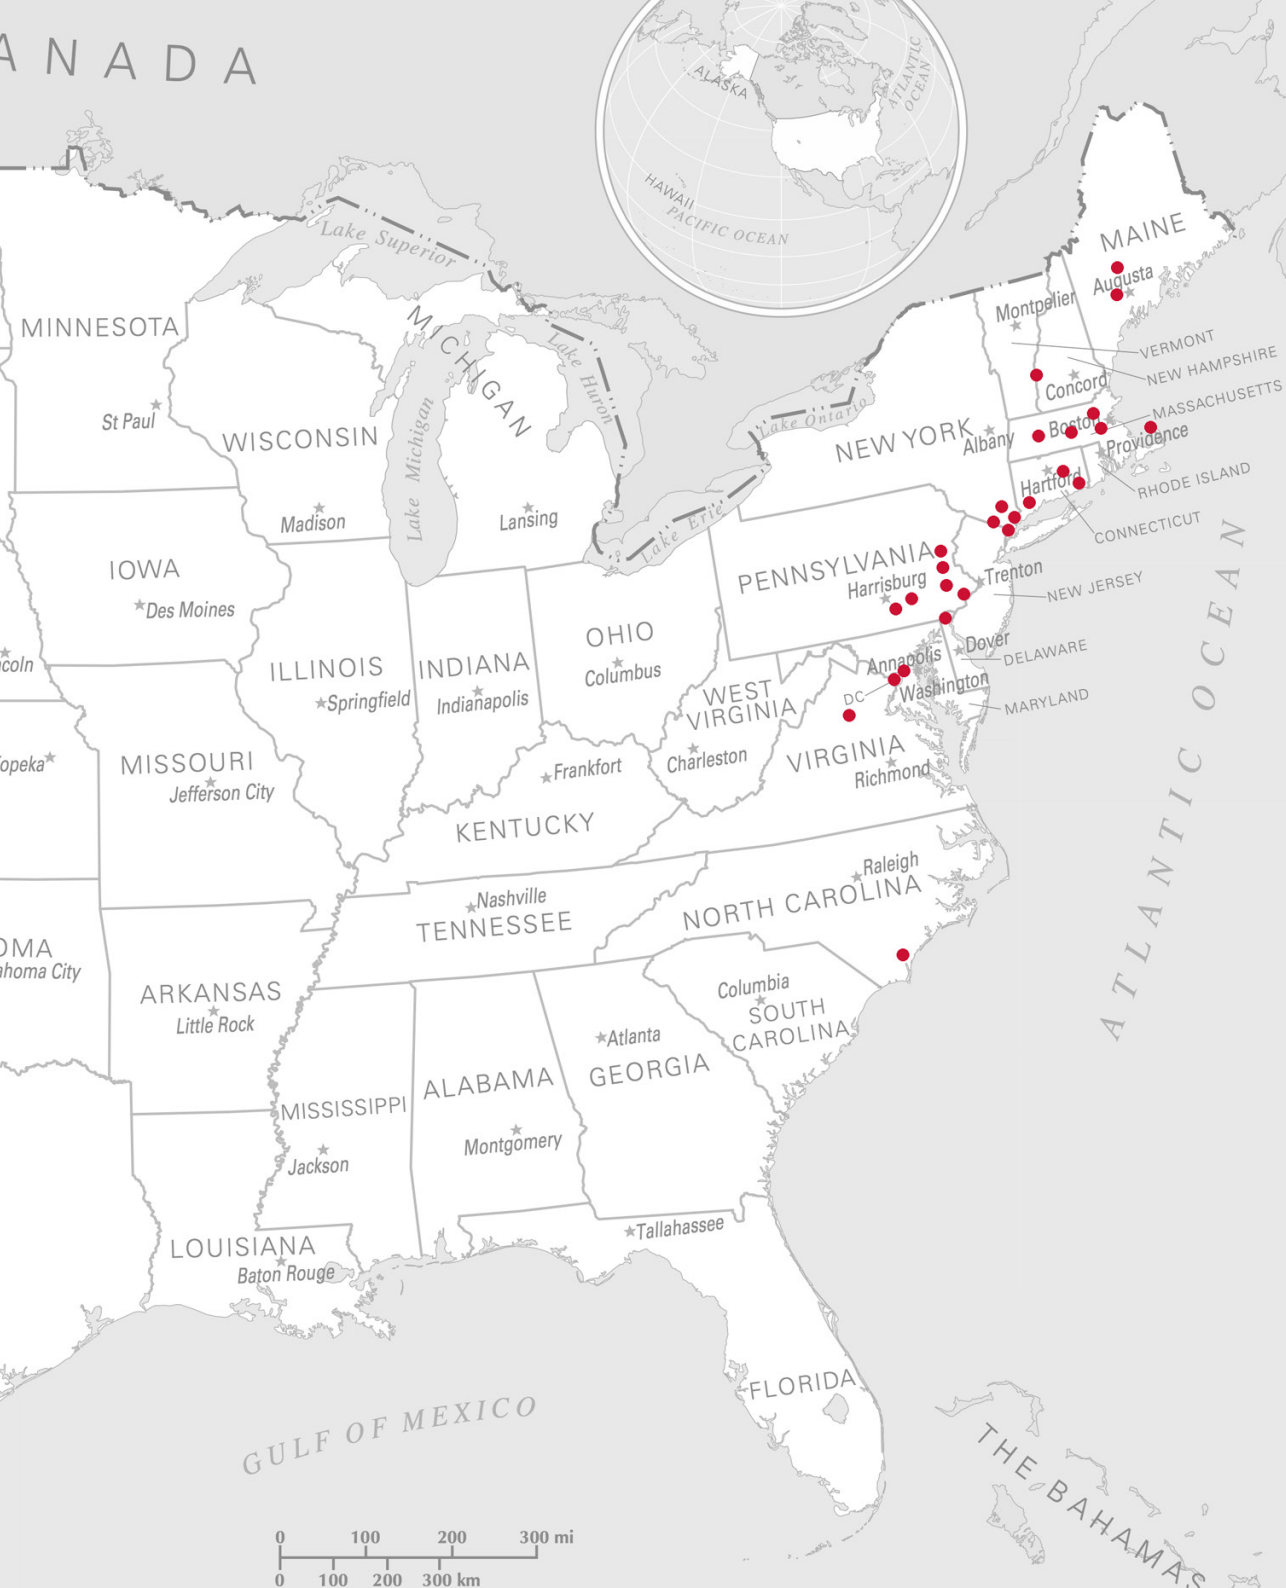 ANADA
ALASKA
ATLANTIC
OCEAN
HAWAII
PACIFIC OCEAN
Lake Superior
MAINE
Augusta
Montpelier
MINNESOTA
MICHIGAN
Lake Huron
VERMONT
NEW HAMPSHIRE
Concord
St Paul
WISCONSIN
Lake Michigan
Lake Ontario
NEW YORK
Albany
Boston
MASSACHUSETTS
Providence
Madison
Lansing
Lake Erie
Hartford
RHODE ISLAND
CONNECTICUT
IOWA
Des Moines
PENNSYLVANIA
Harrisburg
Trenton
NEW JERSEY
coln
ILLINOIS
Springfield
INDIANA
Indianapolis
OHIO
Columbus
WEST
VIRGINIA
Annapolis
Dover
DELAWARE
DC
Washington
MARYLAND
opeka
MISSOURI
Jefferson City
Frankfort
Charleston
VIRGINIA
Richmond
KENTUCKY
ATLANTIC OCEAN
Nashville
TENNESSEE
Raleigh
NORTH CAROLINA
OMA
ahoma City
ARKANSAS
Little Rock
Columbia
SOUTH
CAROLINA
Atlanta
GEORGIA
ALABAMA
MISSISSIPPI
Montgomery
Jackson
Tallahassee
LOUISIANA
Baton Rouge
FLORIDA
GULF OF MEXICO
THE BAHAMAS
0 100 200 300 mi
0 100 200 300 km